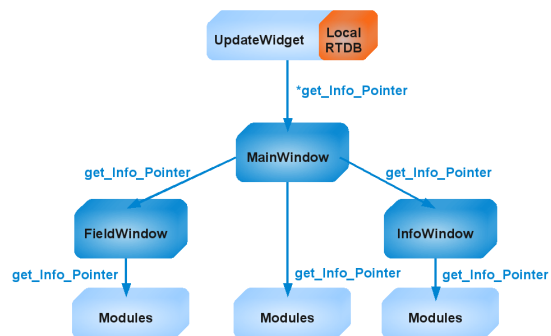 UpdateWidget
Local
RTDB
*get_Info_Pointer
MainWindow
get_Info_Pointer
get_Info_Pointer
FieldWindow
InfoWindow
get_Info_Pointer
get_Info_Pointer
get_Info_Pointer
Modules
Modules
Modules